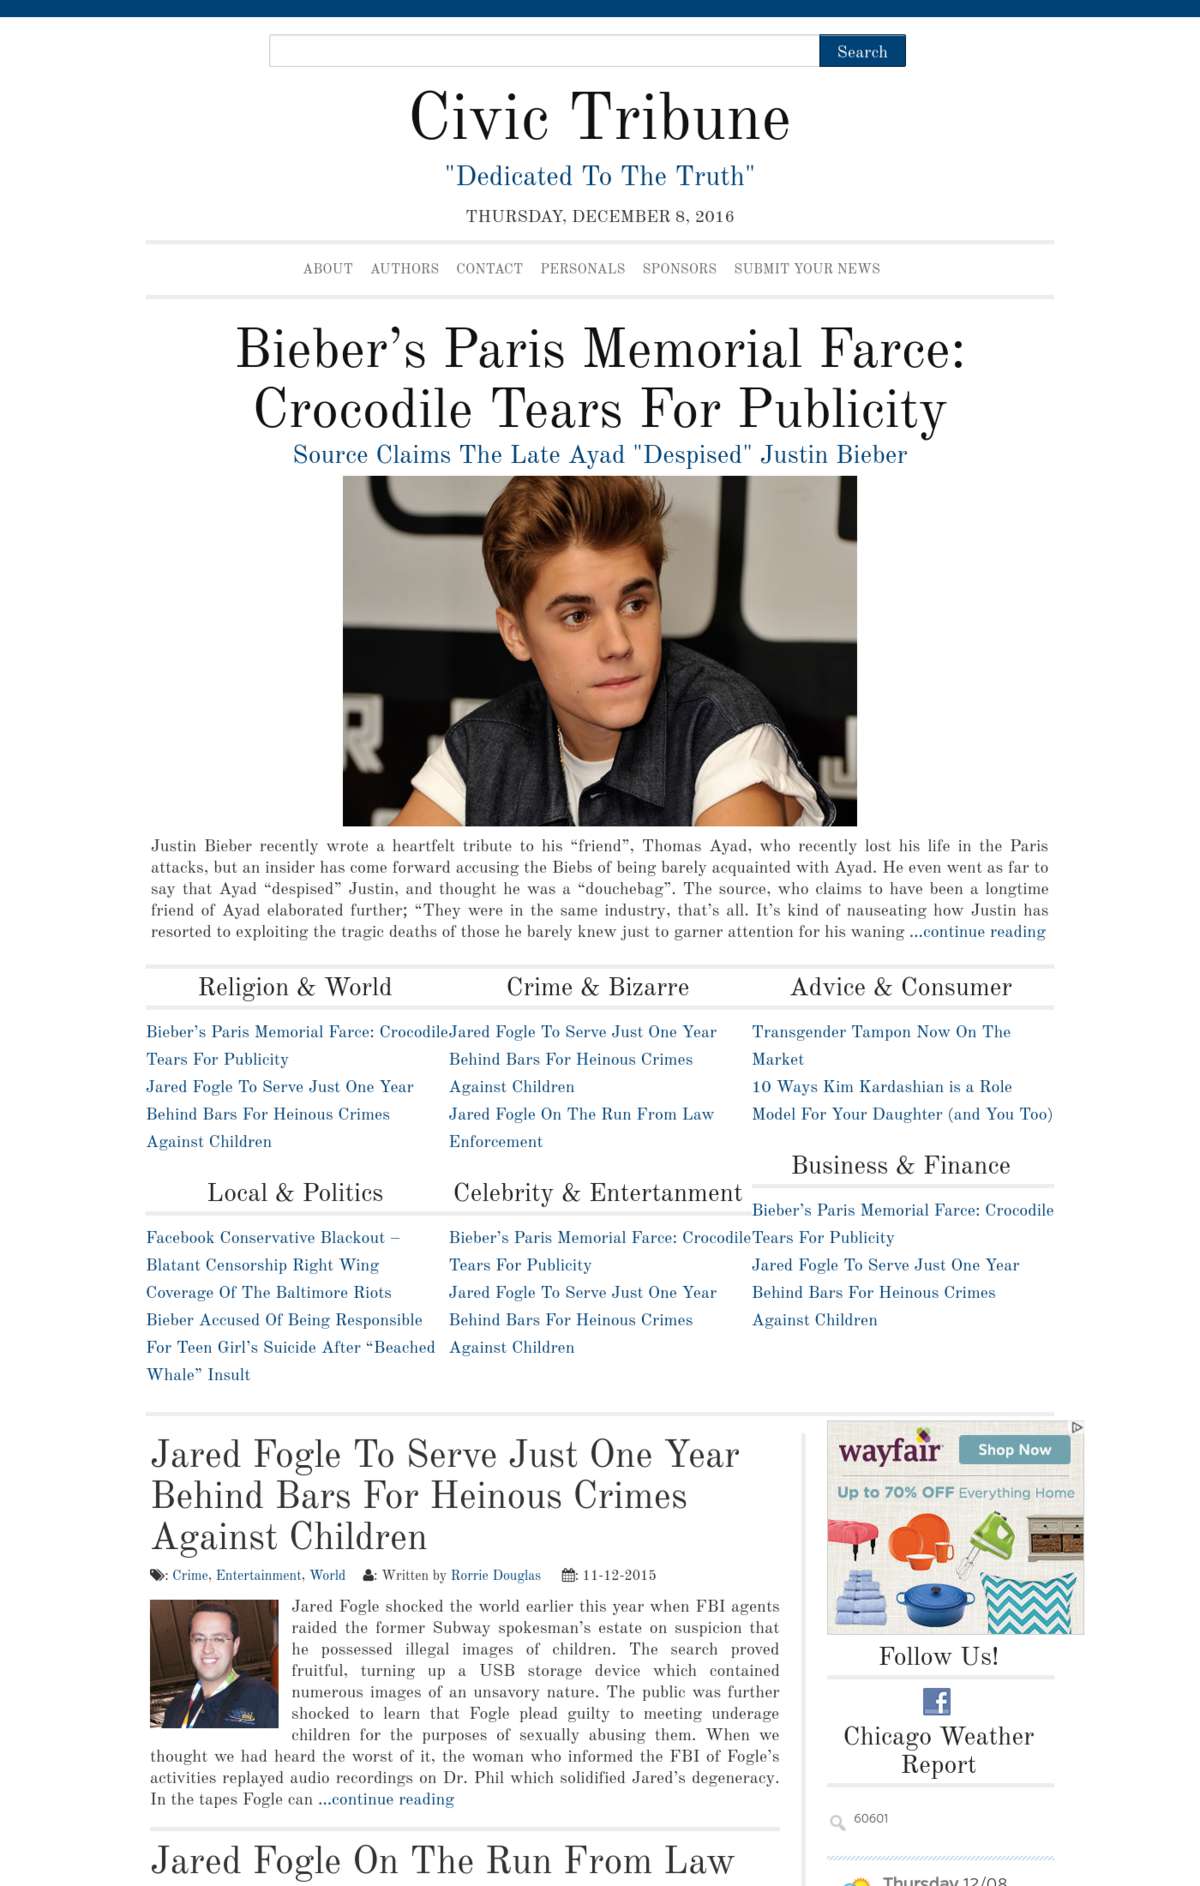 Search
Civic Tribune
"Dedicated To The Truth"
THURSDAY, DECEMBER 8, 2016
ABOUT AUTHORS CONTACT PERSONALS SPONSORS SUBMIT YOUR NEWS
Bieber’s Paris Memorial Farce:
Crocodile Tears For Publicity
Source Claims The Late Ayad "Despised" Justin Bieber
Justin Bieber recently wrote a heartfelt tribute to his “friend”, Thomas Ayad, who recently lost his life in the Paris
attacks, but an insider has come forward accusing the Biebs of being barely acquainted with Ayad. He even went as far to
say that Ayad “despised” Justin, and thought he was a “douchebag”. The source, who claims to have been a longtime
friend of Ayad elaborated further; “They were in the same industry, that’s all. It’s kind of nauseating how Justin has
resorted to exploiting the tragic deaths of those he barely knew just to garner attention for his waning ...continue reading
Religion & World
Bieber’s Paris Memorial Farce: Crocodile
Tears For Publicity
Jared Fogle To Serve Just One Year
Behind Bars For Heinous Crimes
Against Children
Local & Politics
Facebook Conservative Blackout –
Blatant Censorship Right Wing
Coverage Of The Baltimore Riots
Bieber Accused Of Being Responsible
For Teen Girl’s Suicide After “Beached
Whale” Insult
Crime & Bizarre
Jared Fogle To Serve Just One Year
Behind Bars For Heinous Crimes
Against Children
Jared Fogle On The Run From Law
Enforcement
Celebrity & Entertanment
Bieber’s Paris Memorial Farce: Crocodile
Tears For Publicity
Jared Fogle To Serve Just One Year
Behind Bars For Heinous Crimes
Against Children
Advice & Consumer
Transgender Tampon Now On The
Market
10 Ways Kim Kardashian is a Role
Model For Your Daughter (and You Too)
Business & Finance
Bieber’s Paris Memorial Farce: Crocodile
Tears For Publicity
Jared Fogle To Serve Just One Year
Behind Bars For Heinous Crimes
Against Children
Jared Fogle To Serve Just One Year
Behind Bars For Heinous Crimes
Against Children
: Crime, Entertainment, World : Written by Rorrie Douglas : 11-12-2015
Jared Fogle shocked the world earlier this year when FBI agents
raided the former Subway spokesman’s estate on suspicion that
he possessed illegal images of children. The search proved
fruitful, turning up a USB storage device which contained
numerous images of an unsavory nature. The public was further
shocked to learn that Fogle plead guilty to meeting underage
children for the purposes of sexually abusing them. When we
thought we had heard the worst of it, the woman who informed the FBI of Fogle’s
activities replayed audio recordings on Dr. Phil which solidified Jared’s degeneracy.
In the tapes Fogle can ...continue reading
Jared Fogle On The Run From Law
wayfair
Shop Now
Up to 70% OFF Everything Home
Follow Us!
Chicago Weather
Report
60601
Thursday 12/08